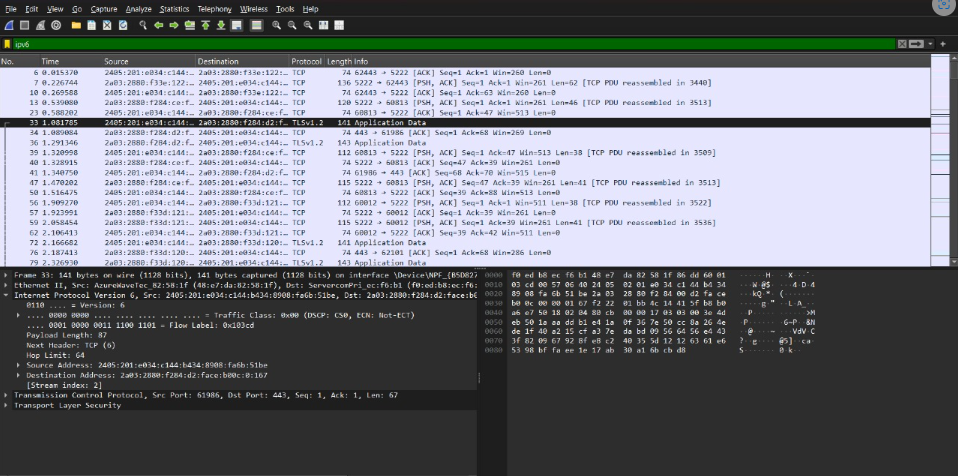 File Edit View Go Capture Analyze Statistics Telephony Wireless Tools Help
ipv6
No. Time Source Destination Protocol Length Info
6 0.015370 2405:201:e034:c144:… 2a03:2880:f33e:122:… TCP 74 62443 → 5222 [ACK] Seq=1 Ack=1 Win=260 Len=0
7 0.226744 2a03:2880:f33e:122:… 2405:201:e034:c144:… TCP 136 5222 → 62443 [PSH, ACK] Seq=1 Ack=1 Win=261 Len=62 [TCP PDU reassembled in 3440]
10 0.269588 2405:201:e034:c144:… 2a03:2880:f33e:122:… TCP 74 62443 → 5222 [ACK] Seq=1 Ack=63 Win=260 Len=0
13 0.539080 2a03:2880:f284:ce:f… 2405:201:e034:c144:… TCP 120 5222 → 60813 [PSH, ACK] Seq=1 Ack=1 Win=261 Len=46 [TCP PDU reassembled in 3513]
23 0.588202 2405:201:e034:c144:… 2a03:2880:f284:ce:f… TCP 74 60813 → 5222 [ACK] Seq=1 Ack=47 Win=513 Len=0
33 1.081785 2405:201:e034:c144:… 2a03:2880:f284:d2:f… TLSv1.2 141 Application Data
34 1.089084 2a03:2880:f284:d2:f… 2405:201:e034:c144:… TCP 74 443 → 61986 [ACK] Seq=1 Ack=68 Win=269 Len=0
36 1.291346 2a03:2880:f284:d2:f… 2405:201:e034:c144:… TLSv1.2 143 Application Data
39 1.320998 2405:201:e034:c144:… 2a03:2880:f284:ce:f… TCP 112 60813 → 5222 [PSH, ACK] Seq=1 Ack=47 Win=513 Len=38 [TCP PDU reassembled in 3509]
40 1.328915 2a03:2880:f284:ce:f… 2405:201:e034:c144:… TCP 74 5222 → 60813 [ACK] Seq=47 Ack=39 Win=261 Len=0
41 1.340750 2405:201:e034:c144:… 2a03:2880:f284:d2:f… TCP 74 61986 → 443 [ACK] Seq=68 Ack=70 Win=515 Len=0
47 1.470202 2a03:2880:f284:ce:f… 2405:201:e034:c144:… TCP 115 5222 → 60813 [PSH, ACK] Seq=47 Ack=39 Win=261 Len=41 [TCP PDU reassembled in 3513]
50 1.516475 2405:201:e034:c144:… 2a03:2880:f284:ce:f… TCP 74 60813 → 5222 [ACK] Seq=39 Ack=88 Win=513 Len=0
56 1.909270 2405:201:e034:c144:… 2a03:2880:f33d:121:… TCP 112 60012 → 5222 [PSH, ACK] Seq=1 Ack=1 Win=511 Len=38 [TCP PDU reassembled in 3522]
57 1.923991 2a03:2880:f33d:121:… 2405:201:e034:c144:… TCP 74 5222 → 60012 [ACK] Seq=1 Ack=39 Win=261 Len=0
59 2.058454 2a03:2880:f33d:121:… 2405:201:e034:c144:… TCP 115 5222 → 60012 [PSH, ACK] Seq=1 Ack=39 Win=261 Len=41 [TCP PDU reassembled in 3536]
62 2.106413 2405:201:e034:c144:… 2a03:2880:f33d:121:… TCP 74 60012 → 5222 [ACK] Seq=39 Ack=42 Win=511 Len=0
72 2.166682 2405:201:e034:c144:… 2a03:2880:f33d:120:… TLSv1.2 141 Application Data
76 2.187413 2a03:2880:f33d:120:… 2405:201:e034:c144:… TCP 74 443 → 62101 [ACK] Seq=1 Ack=68 Win=286 Len=0
79 2.326930 2a03:2880:f33d:120:… 2405:201:e034:c144:… TLSv1.2 141 Application Data
Frame 33: 141 bytes on wire (1128 bits), 141 bytes captured (1128 bits) on interface \Device\NPF_{B5D827
Ethernet II, Src: AzureWaveTec_82:58:1f (48:e7:da:82:58:1f), Dst: ServercomPri_ec:f6:b1 (f0:ed:b8:ec:f6:
Internet Protocol Version 6, Src: 2405:201:e034:c144:b434:8908:fa6b:51be, Dst: 2a03:2880:f284:d2:face:b0
0110 .... = Version: 6
.... 0000 0000 .... .... .... .... .... = Traffic Class: 0x00 (DSCP: CS0, ECN: Not-ECT)
.... 0001 0000 0011 1100 1101 = Flow Label: 0x103cd
Payload Length: 87
Next Header: TCP (6)
Hop Limit: 64
Source Address: 2405:201:e034:c144:b434:8908:fa6b:51be
Destination Address: 2a03:2880:f284:d2:face:b00c:0:167
[Stream index: 2]
Transmission Control Protocol, Src Port: 61986, Dst Port: 443, Seq: 1, Ack: 1, Len: 67
Transport Layer Security
0000 f0 ed b8 ec f6 b1 48 e7 da 82 58 1f 86 dd 60 01
0010 03 cd 00 57 06 40 24 05 02 01 e0 34 c1 44 b4 34
0020 89 08 fa 6b 51 be 2a 03 28 80 f2 84 00 d2 fa ce
0030 b0 0c 00 00 01 67 f2 22 01 bb 4c 14 41 5f b8 b0
0040 a6 e7 50 18 02 04 80 cb 00 00 17 03 03 00 3e 4d
0050 eb 50 1a aa dd b1 e4 1a 0f 36 7e 50 cc 8a 26 4e
0060 de 1f 40 a2 15 cf a3 7e da bd 09 56 64 56 e4 43
0070 3f 82 09 67 92 8f e8 c2 40 35 5d 12 12 63 61 e6
0080 53 98 bf fa ee 1e 17 ab 30 a1 6b cb d8